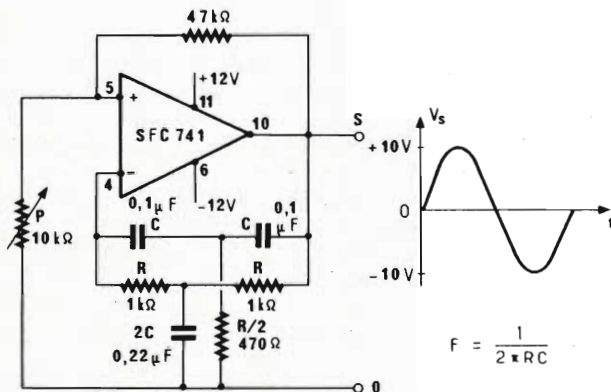 47kΩ
+12V
5
+
11
SFC 741
10
S
4
−
6
−12V
P
10kΩ
0,1μF
C
C
0,1
μF
R
1kΩ
R
1kΩ
2C
0,22μF
R/2
470Ω
0
Vs
+10V
0
t
−10V
F = 1
2πRC